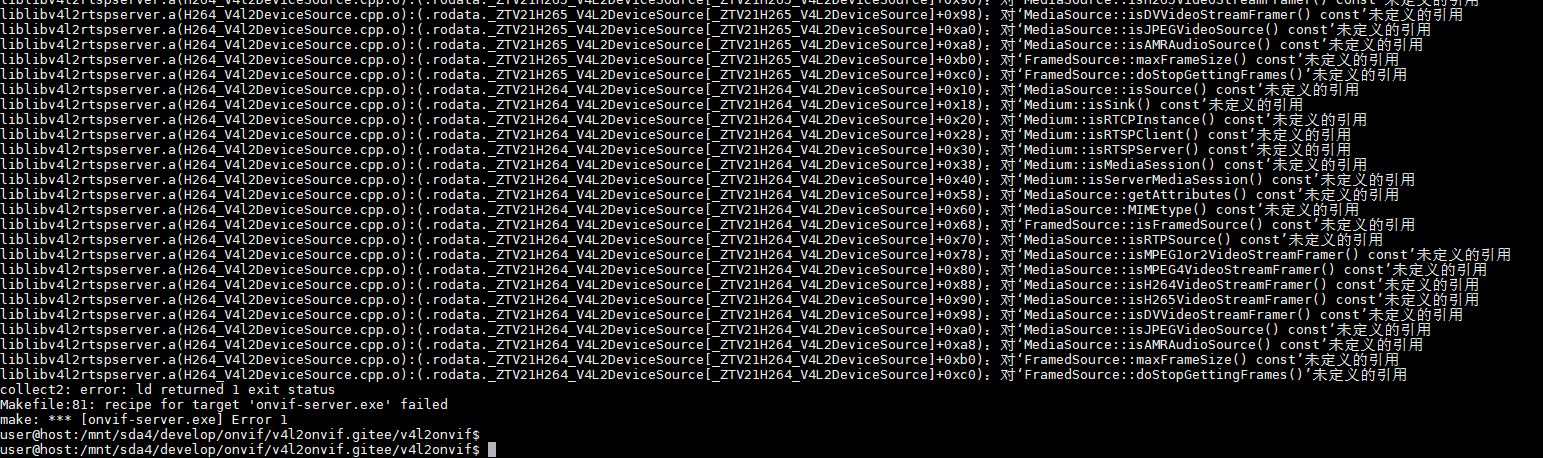 liblibv4l2rtspserver.a(H264_V4l2DeviceSource.cpp.o):(.rodata._ZTV21H265_V4L2DeviceSource[_ZTV21H265_V4L2DeviceSource]+0x98)：对‘MediaSource::isDVVideoStreamFramer() const’未定义的引用
liblibv4l2rtspserver.a(H264_V4l2DeviceSource.cpp.o):(.rodata._ZTV21H265_V4L2DeviceSource[_ZTV21H265_V4L2DeviceSource]+0xa0)：对‘MediaSource::isJPEGVideoSource() const’未定义的引用
liblibv4l2rtspserver.a(H264_V4l2DeviceSource.cpp.o):(.rodata._ZTV21H265_V4L2DeviceSource[_ZTV21H265_V4L2DeviceSource]+0xa8)：对‘MediaSource::isAMRAudioSource() const’未定义的引用
liblibv4l2rtspserver.a(H264_V4l2DeviceSource.cpp.o):(.rodata._ZTV21H265_V4L2DeviceSource[_ZTV21H265_V4L2DeviceSource]+0xb0)：对‘FramedSource::maxFrameSize() const’未定义的引用
liblibv4l2rtspserver.a(H264_V4l2DeviceSource.cpp.o):(.rodata._ZTV21H265_V4L2DeviceSource[_ZTV21H265_V4L2DeviceSource]+0xc0)：对‘FramedSource::doStopGettingFrames()’未定义的引用
liblibv4l2rtspserver.a(H264_V4l2DeviceSource.cpp.o):(.rodata._ZTV21H264_V4L2DeviceSource[_ZTV21H264_V4L2DeviceSource]+0x10)：对‘MediaSource::isSource() const’未定义的引用
liblibv4l2rtspserver.a(H264_V4l2DeviceSource.cpp.o):(.rodata._ZTV21H264_V4L2DeviceSource[_ZTV21H264_V4L2DeviceSource]+0x18)：对‘Medium::isSink() const’未定义的引用
liblibv4l2rtspserver.a(H264_V4l2DeviceSource.cpp.o):(.rodata._ZTV21H264_V4L2DeviceSource[_ZTV21H264_V4L2DeviceSource]+0x20)：对‘Medium::isRTCPInstance() const’未定义的引用
liblibv4l2rtspserver.a(H264_V4l2DeviceSource.cpp.o):(.rodata._ZTV21H264_V4L2DeviceSource[_ZTV21H264_V4L2DeviceSource]+0x28)：对‘Medium::isRTSPClient() const’未定义的引用
liblibv4l2rtspserver.a(H264_V4l2DeviceSource.cpp.o):(.rodata._ZTV21H264_V4L2DeviceSource[_ZTV21H264_V4L2DeviceSource]+0x30)：对‘Medium::isRTSPServer() const’未定义的引用
liblibv4l2rtspserver.a(H264_V4l2DeviceSource.cpp.o):(.rodata._ZTV21H264_V4L2DeviceSource[_ZTV21H264_V4L2DeviceSource]+0x38)：对‘Medium::isMediaSession() const’未定义的引用
liblibv4l2rtspserver.a(H264_V4l2DeviceSource.cpp.o):(.rodata._ZTV21H264_V4L2DeviceSource[_ZTV21H264_V4L2DeviceSource]+0x40)：对‘Medium::isServerMediaSession() const’未定义的引用
liblibv4l2rtspserver.a(H264_V4l2DeviceSource.cpp.o):(.rodata._ZTV21H264_V4L2DeviceSource[_ZTV21H264_V4L2DeviceSource]+0x58)：对‘MediaSource::getAttributes() const’未定义的引用
liblibv4l2rtspserver.a(H264_V4l2DeviceSource.cpp.o):(.rodata._ZTV21H264_V4L2DeviceSource[_ZTV21H264_V4L2DeviceSource]+0x60)：对‘MediaSource::MIMEtype() const’未定义的引用
liblibv4l2rtspserver.a(H264_V4l2DeviceSource.cpp.o):(.rodata._ZTV21H264_V4L2DeviceSource[_ZTV21H264_V4L2DeviceSource]+0x68)：对‘FramedSource::isFramedSource() const’未定义的引用
liblibv4l2rtspserver.a(H264_V4l2DeviceSource.cpp.o):(.rodata._ZTV21H264_V4L2DeviceSource[_ZTV21H264_V4L2DeviceSource]+0x70)：对‘MediaSource::isRTPSource() const’未定义的引用
liblibv4l2rtspserver.a(H264_V4l2DeviceSource.cpp.o):(.rodata._ZTV21H264_V4L2DeviceSource[_ZTV21H264_V4L2DeviceSource]+0x78)：对‘MediaSource::isMPEG1or2VideoStreamFramer() const’未定义的引用
liblibv4l2rtspserver.a(H264_V4l2DeviceSource.cpp.o):(.rodata._ZTV21H264_V4L2DeviceSource[_ZTV21H264_V4L2DeviceSource]+0x80)：对‘MediaSource::isMPEG4VideoStreamFramer() const’未定义的引用
liblibv4l2rtspserver.a(H264_V4l2DeviceSource.cpp.o):(.rodata._ZTV21H264_V4L2DeviceSource[_ZTV21H264_V4L2DeviceSource]+0x88)：对‘MediaSource::isH264VideoStreamFramer() const’未定义的引用
liblibv4l2rtspserver.a(H264_V4l2DeviceSource.cpp.o):(.rodata._ZTV21H264_V4L2DeviceSource[_ZTV21H264_V4L2DeviceSource]+0x90)：对‘MediaSource::isH265VideoStreamFramer() const’未定义的引用
liblibv4l2rtspserver.a(H264_V4l2DeviceSource.cpp.o):(.rodata._ZTV21H264_V4L2DeviceSource[_ZTV21H264_V4L2DeviceSource]+0x98)：对‘MediaSource::isDVVideoStreamFramer() const’未定义的引用
liblibv4l2rtspserver.a(H264_V4l2DeviceSource.cpp.o):(.rodata._ZTV21H264_V4L2DeviceSource[_ZTV21H264_V4L2DeviceSource]+0xa0)：对‘MediaSource::isJPEGVideoSource() const’未定义的引用
liblibv4l2rtspserver.a(H264_V4l2DeviceSource.cpp.o):(.rodata._ZTV21H264_V4L2DeviceSource[_ZTV21H264_V4L2DeviceSource]+0xa8)：对‘MediaSource::isAMRAudioSource() const’未定义的引用
liblibv4l2rtspserver.a(H264_V4l2DeviceSource.cpp.o):(.rodata._ZTV21H264_V4L2DeviceSource[_ZTV21H264_V4L2DeviceSource]+0xb0)：对‘FramedSource::maxFrameSize() const’未定义的引用
liblibv4l2rtspserver.a(H264_V4l2DeviceSource.cpp.o):(.rodata._ZTV21H264_V4L2DeviceSource[_ZTV21H264_V4L2DeviceSource]+0xc0)：对‘FramedSource::doStopGettingFrames()’未定义的引用
collect2: error: ld returned 1 exit status
Makefile:81: recipe for target 'onvif-server.exe' failed
make: *** [onvif-server.exe] Error 1
user@host:/mnt/sda4/develop/onvif/v4l2onvif.gitee/v4l2onvif$
user@host:/mnt/sda4/develop/onvif/v4l2onvif.gitee/v4l2onvif$